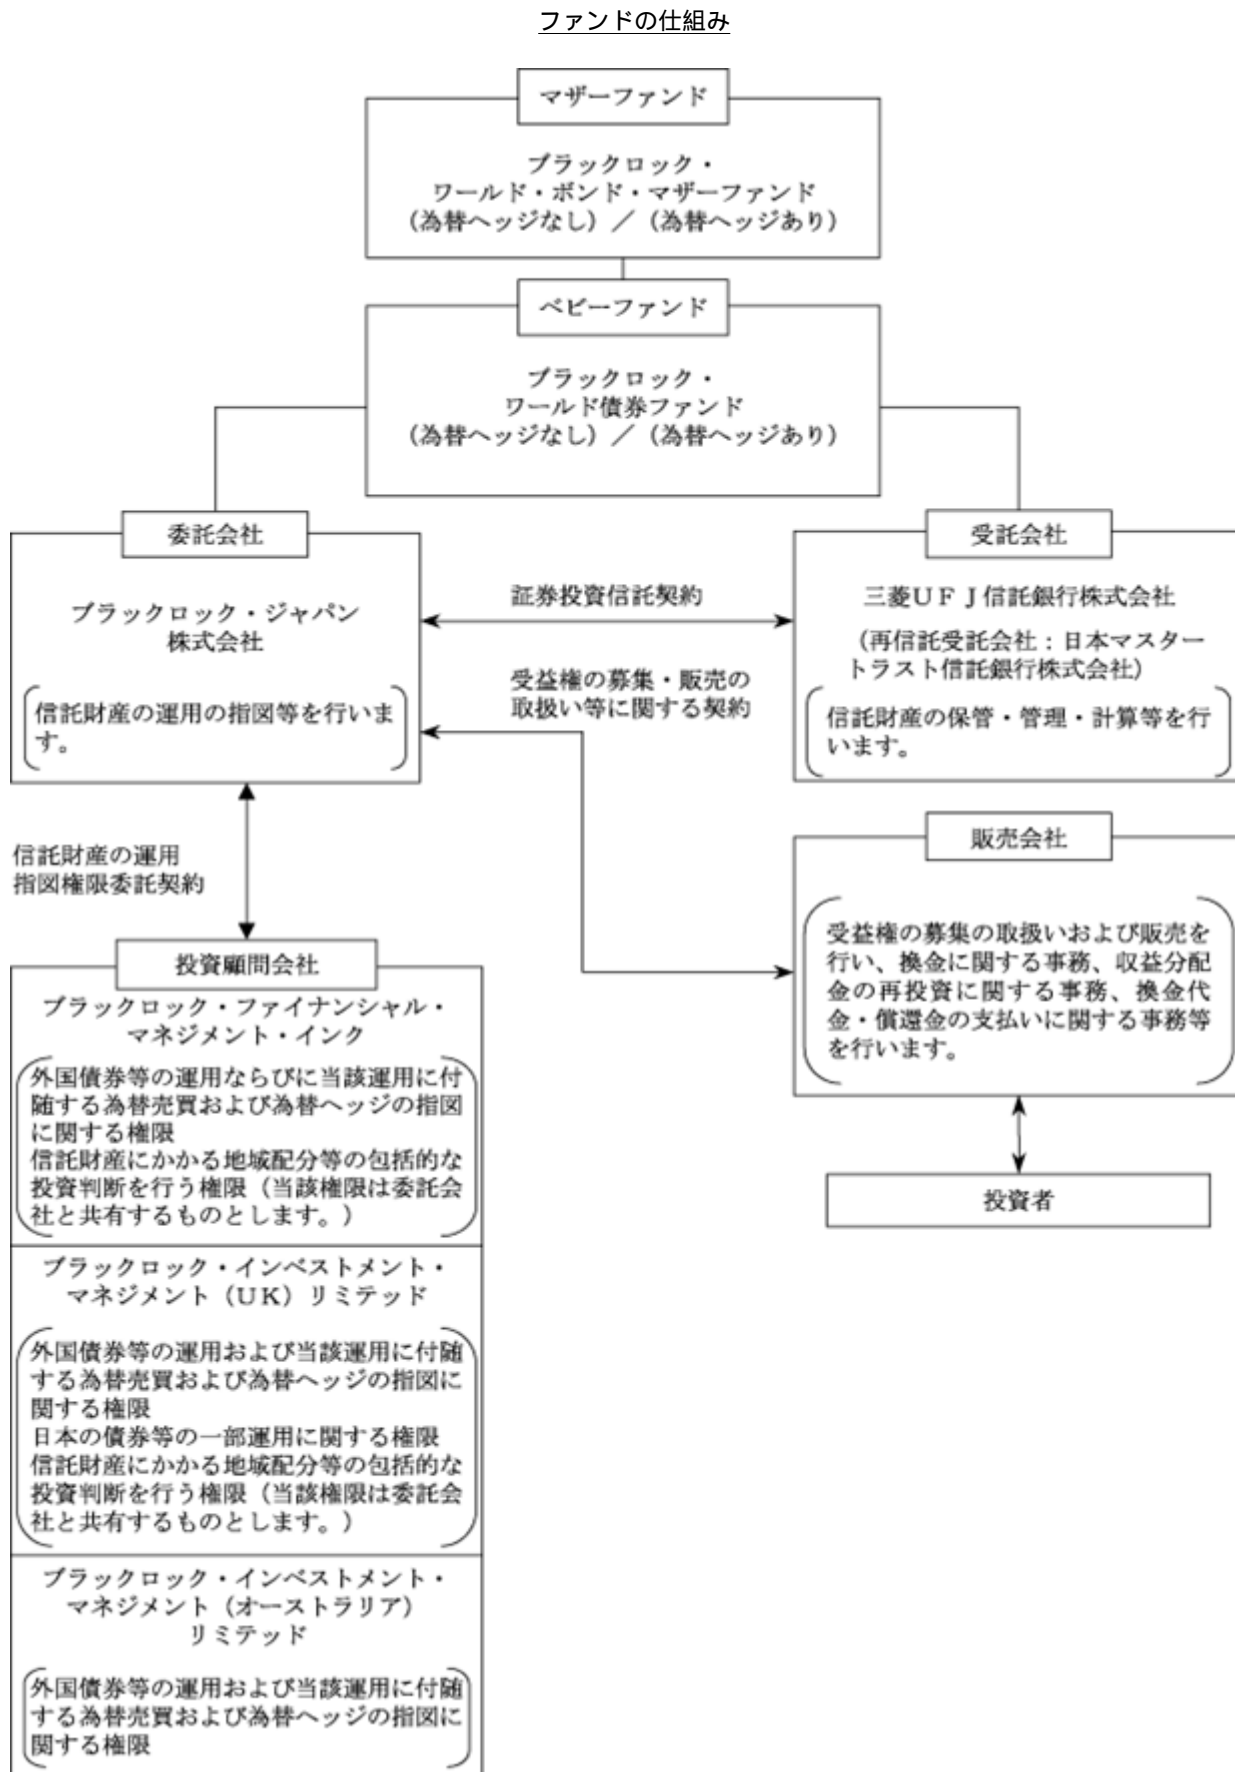 ファンドの仕組み
マザーファンド
ブラックロック・
ワールド・ボンド・マザーファンド
(為替ヘッジなし)／(為替ヘッジあり)
ベビーファンド
ブラックロック・
ワールド債券ファンド
(為替ヘッジなし)／(為替ヘッジあり)
委託会社
ブラックロック・ジャパン
株式会社
信託財産の運用の指図等を行いま
す。
証券投資信託契約
受益権の募集・販売の
取扱い等に関する契約
受託会社
三菱ＵＦＪ信託銀行株式会社
(再信託受託会社：日本マスター
トラスト信託銀行株式会社)
信託財産の保管・管理・計算等を行
います。
信託財産の運用
指図権限委託契約
販売会社
受益権の募集の取扱いおよび販売を
行い、換金に関する事務、収益分配
金の再投資に関する事務、換金代
金・償還金の支払いに関する事務等
を行います。
投資者
投資顧問会社
ブラックロック・ファイナンシャル・
マネジメント・インク
外国債券等の運用ならびに当該運用に付
随する為替売買および為替ヘッジの指図
に関する権限
信託財産にかかる地域配分等の包括的な
投資判断を行う権限（当該権限は委託会
社と共有するものとします。）
ブラックロック・インベストメント・
マネジメント（ＵＫ）リミテッド
外国債券等の運用および当該運用に付随
する為替売買および為替ヘッジの指図に
関する権限
日本の債券等の一部運用に関する権限
信託財産にかかる地域配分等の包括的な
投資判断を行う権限（当該権限は委託会
社と共有するものとします。）
ブラックロック・インベストメント・
マネジメント（オーストラリア）
リミテッド
外国債券等の運用および当該運用に付随
する為替売買および為替ヘッジの指図に
関する権限